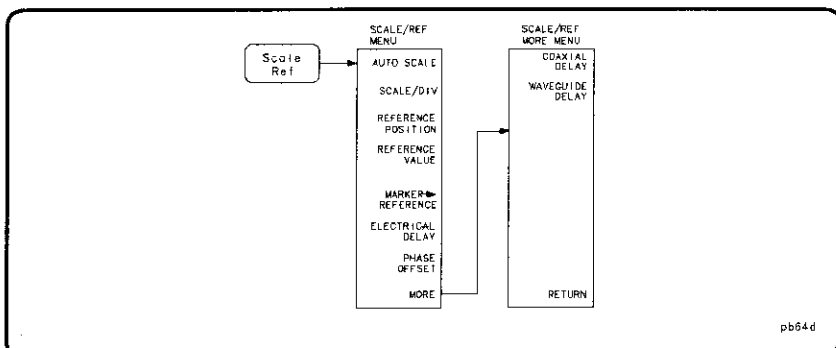 Scale
Ref
SCALE/REF
MENU
AUTO SCALE
SCALE/DIV
REFERENCE
POSITION
REFERENCE
VALUE
MARKER→
REFERENCE
ELECTRICAL
DELAY
PHASE
OFFSET
MORE
SCALE/REF
MORE MENU
COAXIAL
DELAY
WAVEGUIDE
DELAY
RETURN
pb64d